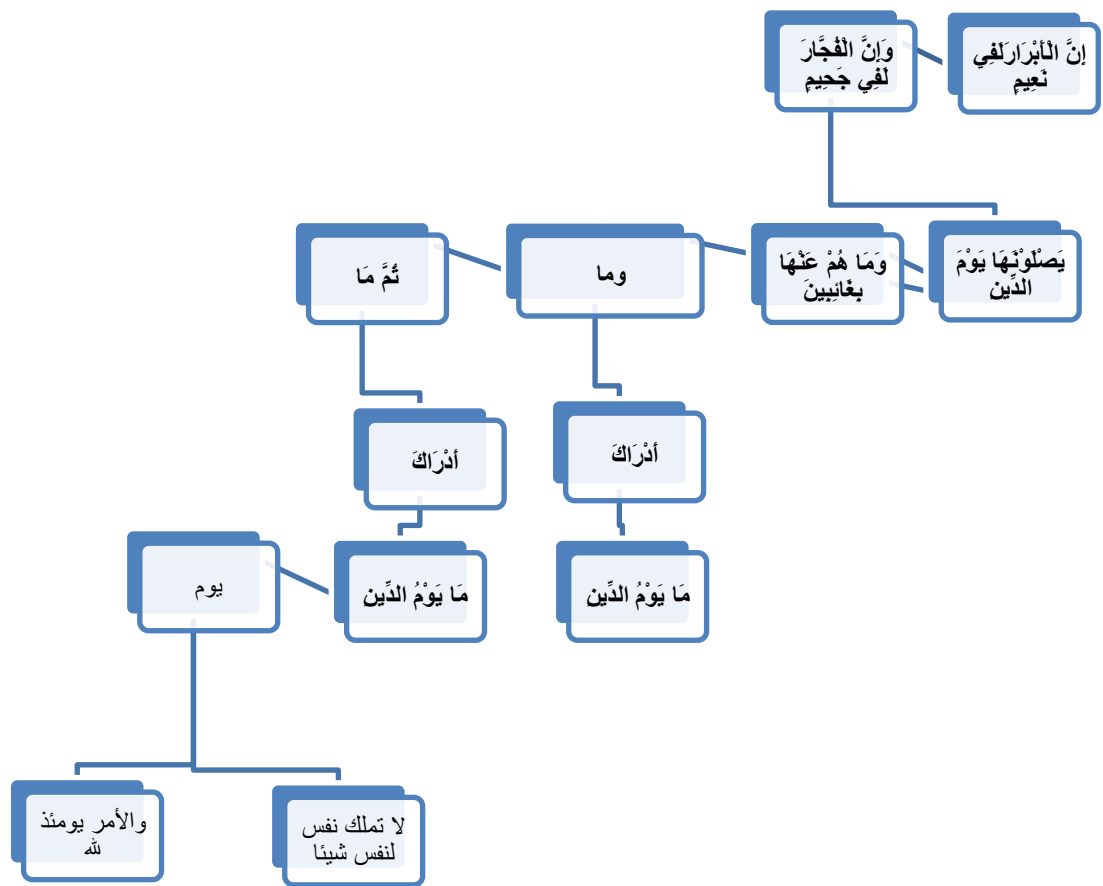 إِنَّ الْأَبْرَارَلَفِي
نَعِيمٍ
وَإِنَّ الْفُجَّارَ
لَفِي جَحِيمٍ
يَصْلَوْنَهَا يَوْمَ
الدِّينِ
وَمَا هُمْ عَنْهَا
بِغَائِبِينَ
وما
أَدْرَاكَ
مَا يَوْمُ الدِّينِ
ثُمَّ مَا
أَدْرَاكَ
مَا يَوْمُ الدِّينِ
يوم
لا تملك نفس
لنفس شيئا
والأمر يومئذ
لله